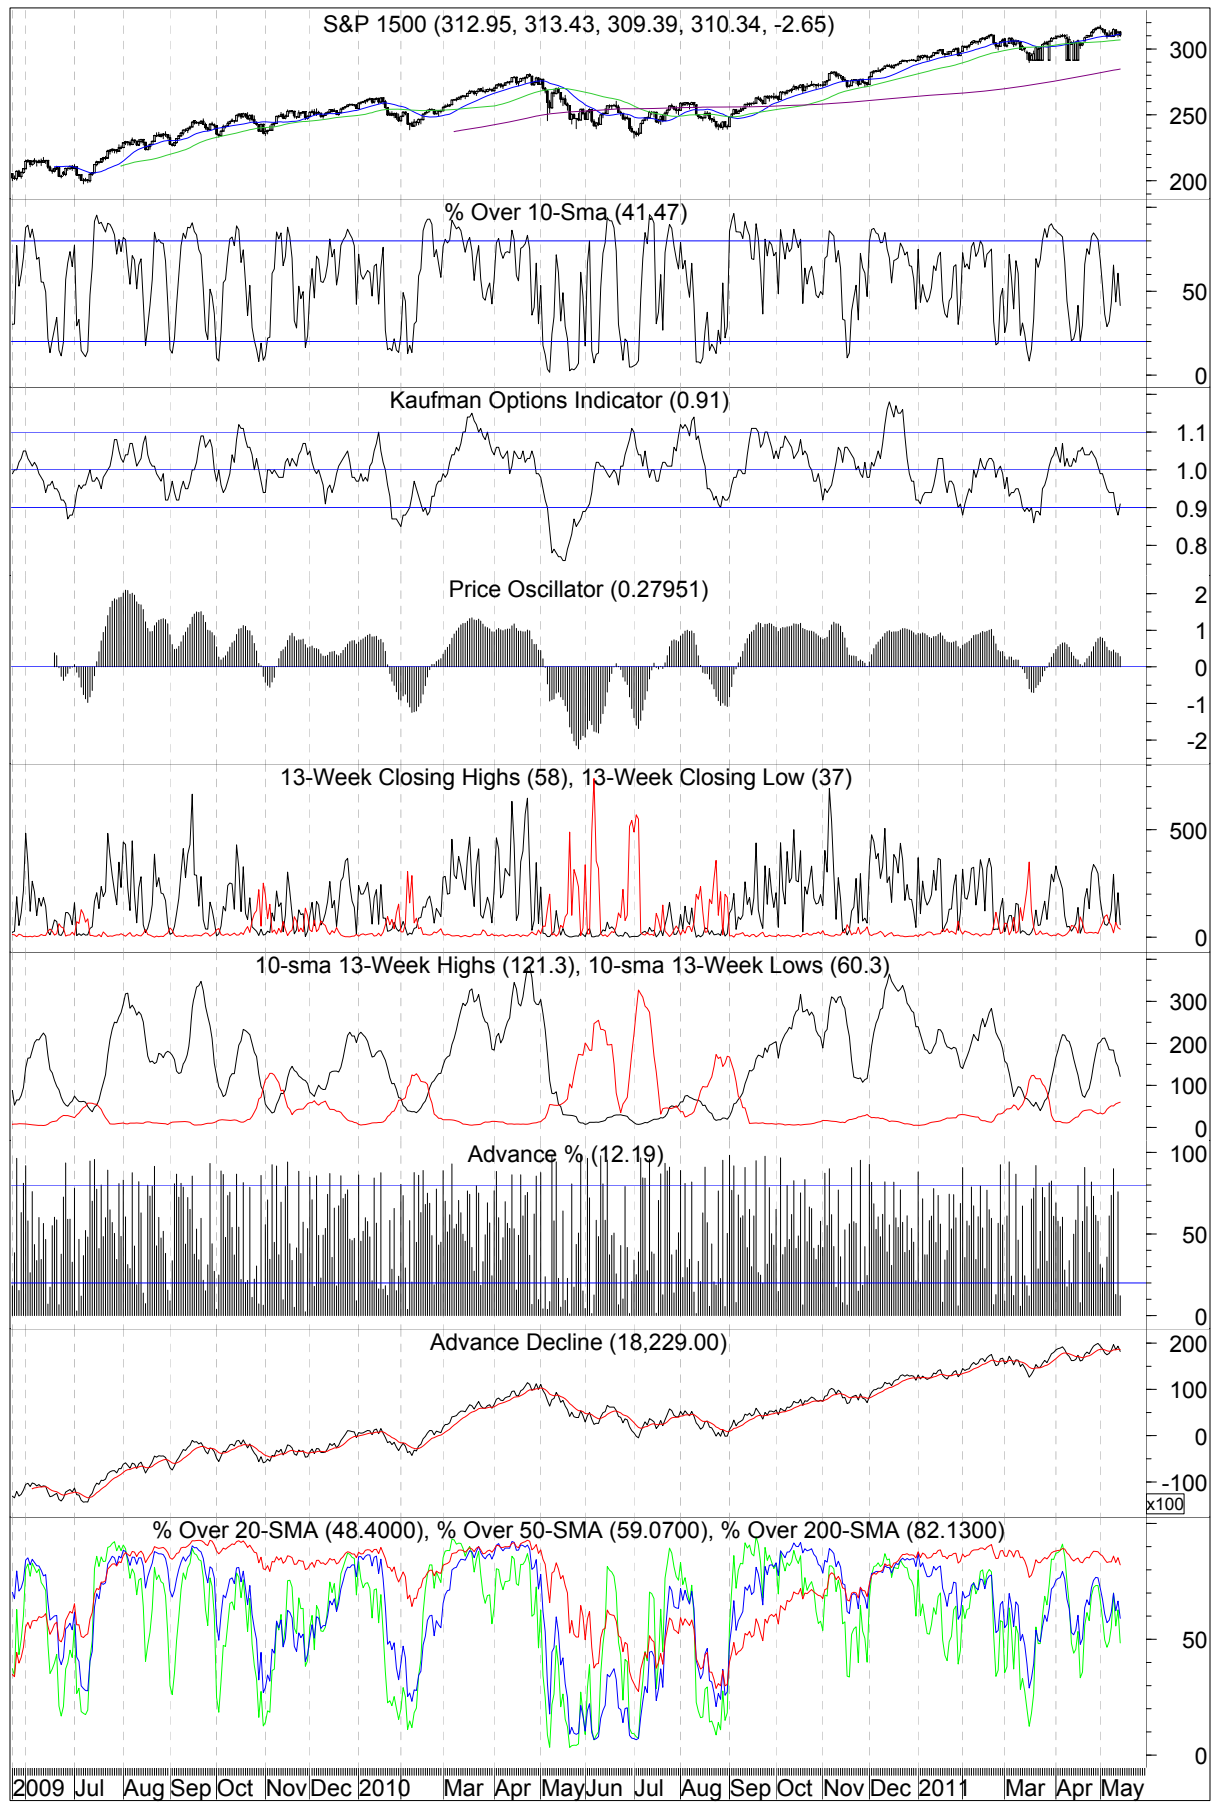 S&P 1500 (312.95, 313.43, 309.39, 310.34, -2.65)
300
250
200
% Over 10-Sma (41.47)
50
0
Kaufman Options Indicator (0.91)
1.1
1.0
0.9
0.8
Price Oscillator (0.27951)
2
1
0
-1
-2
13-Week Closing Highs (58), 13-Week Closing Low (37)
500
0
10-sma 13-Week Highs (121.3), 10-sma 13-Week Lows (60.3)
300
200
100
0
Advance % (12.19)
100
50
0
Advance Decline (18,229.00)
200
100
0
-100
x100
% Over 20-SMA (48.4000), % Over 50-SMA (59.0700), % Over 200-SMA (82.1300)
50
0
2009 Jul Aug Sep Oct Nov Dec 2010 Mar Apr May Jun Jul Aug Sep Oct Nov Dec 2011 Mar Apr May